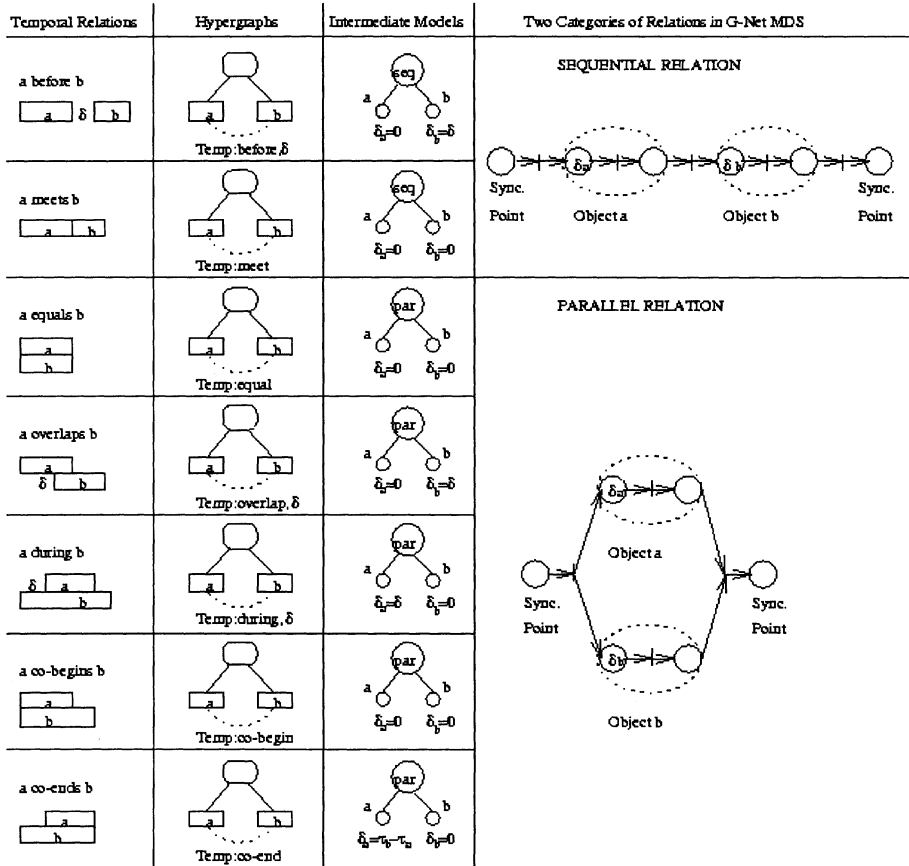 Temporal Relations
Hypergraphs
Intermediate Models
Two Categories of Relations in G-Net MDS
a before b
a δ b
a b
Temp:before,δ
seq
a b
δa=0 δb=δ
SEQUENTIAL RELATION
δa δb
Sync. Point
Object a
Object b
Sync. Point
a meets b
a b
a b
Temp:meet
seq
a b
δa=0 δb=0
a equals b
a
b
a b
Temp:equal
par
a b
δa=0 δb=0
PARALLEL RELATION
a overlaps b
a
δ b
a b
Temp:overlap,δ
par
a b
δa=0 δb=δ
a during b
δ a
b
a b
Temp:during,δ
par
a b
δa=δ δb=0
a co-begins b
a
b
a b
Temp:co-begin
par
a b
δa=0 δb=0
a co-ends b
a
b
a b
Temp:co-end
par
a b
δa=τb-τa δb=0
δa
Object a
Sync.
Point
Sync.
Point
δb
Object b